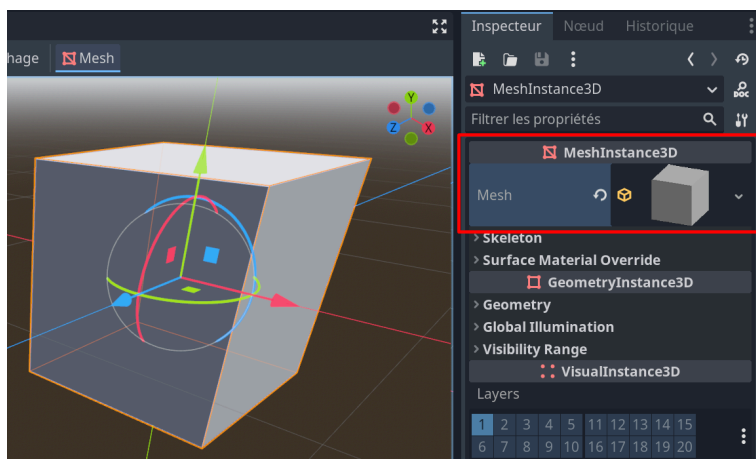 Inspecteur Nœud Historique
hage Mesh
MeshInstance3D
DOC
Filtrer les propriétés
MeshInstance3D
Mesh
Y
Z X
Skeleton
Surface Material Override
GeometryInstance3D
Geometry
Global Illumination
Visibility Range
VisualInstance3D
Layers
1 2 3 4 5 11 12 13 14 15
6 7 8 9 10 16 17 18 19 20